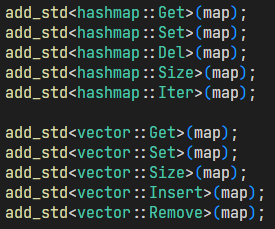 add_std<hashmap::Get>(map);
add_std<hashmap::Set>(map);
add_std<hashmap::Del>(map);
add_std<hashmap::Size>(map);
add_std<hashmap::Iter>(map);

add_std<vector::Get>(map);
add_std<vector::Set>(map);
add_std<vector::Size>(map);
add_std<vector::Insert>(map);
add_std<vector::Remove>(map);